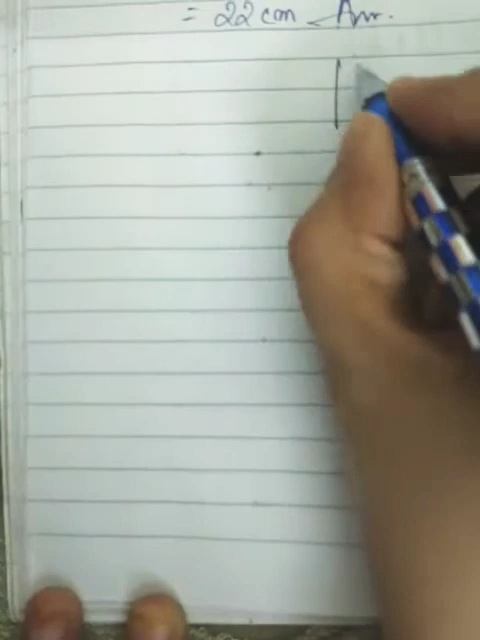 = 22 cm Ans.